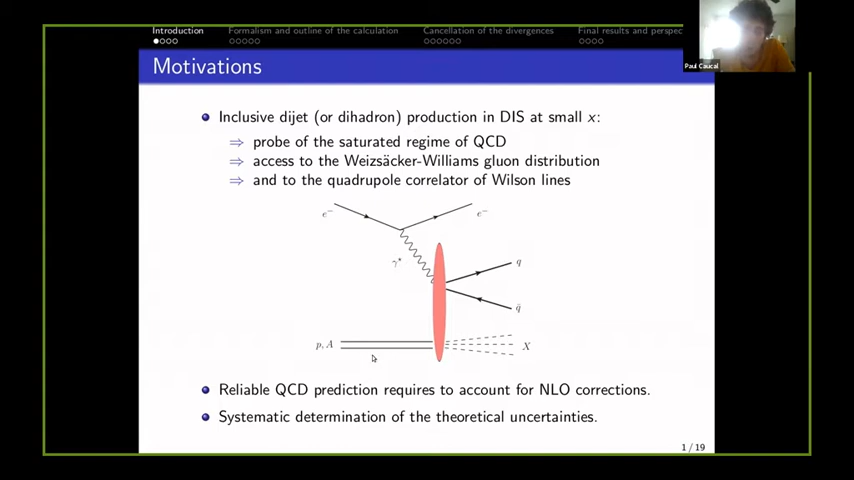 Introduction
Formalism and outline of the calculation
Cancellation of the divergences
Final results and perspec
Paul Caucal
Motivations
Inclusive dijet (or dihadron) production in DIS at small x:
⇒ probe of the saturated regime of QCD
⇒ access to the Weizsäcker-Williams gluon distribution
⇒ and to the quadrupole correlator of Wilson lines
e⁻
e⁻
γ*
q
q̄
p, A
X
Reliable QCD prediction requires to account for NLO corrections.
Systematic determination of the theoretical uncertainties.
1 / 19